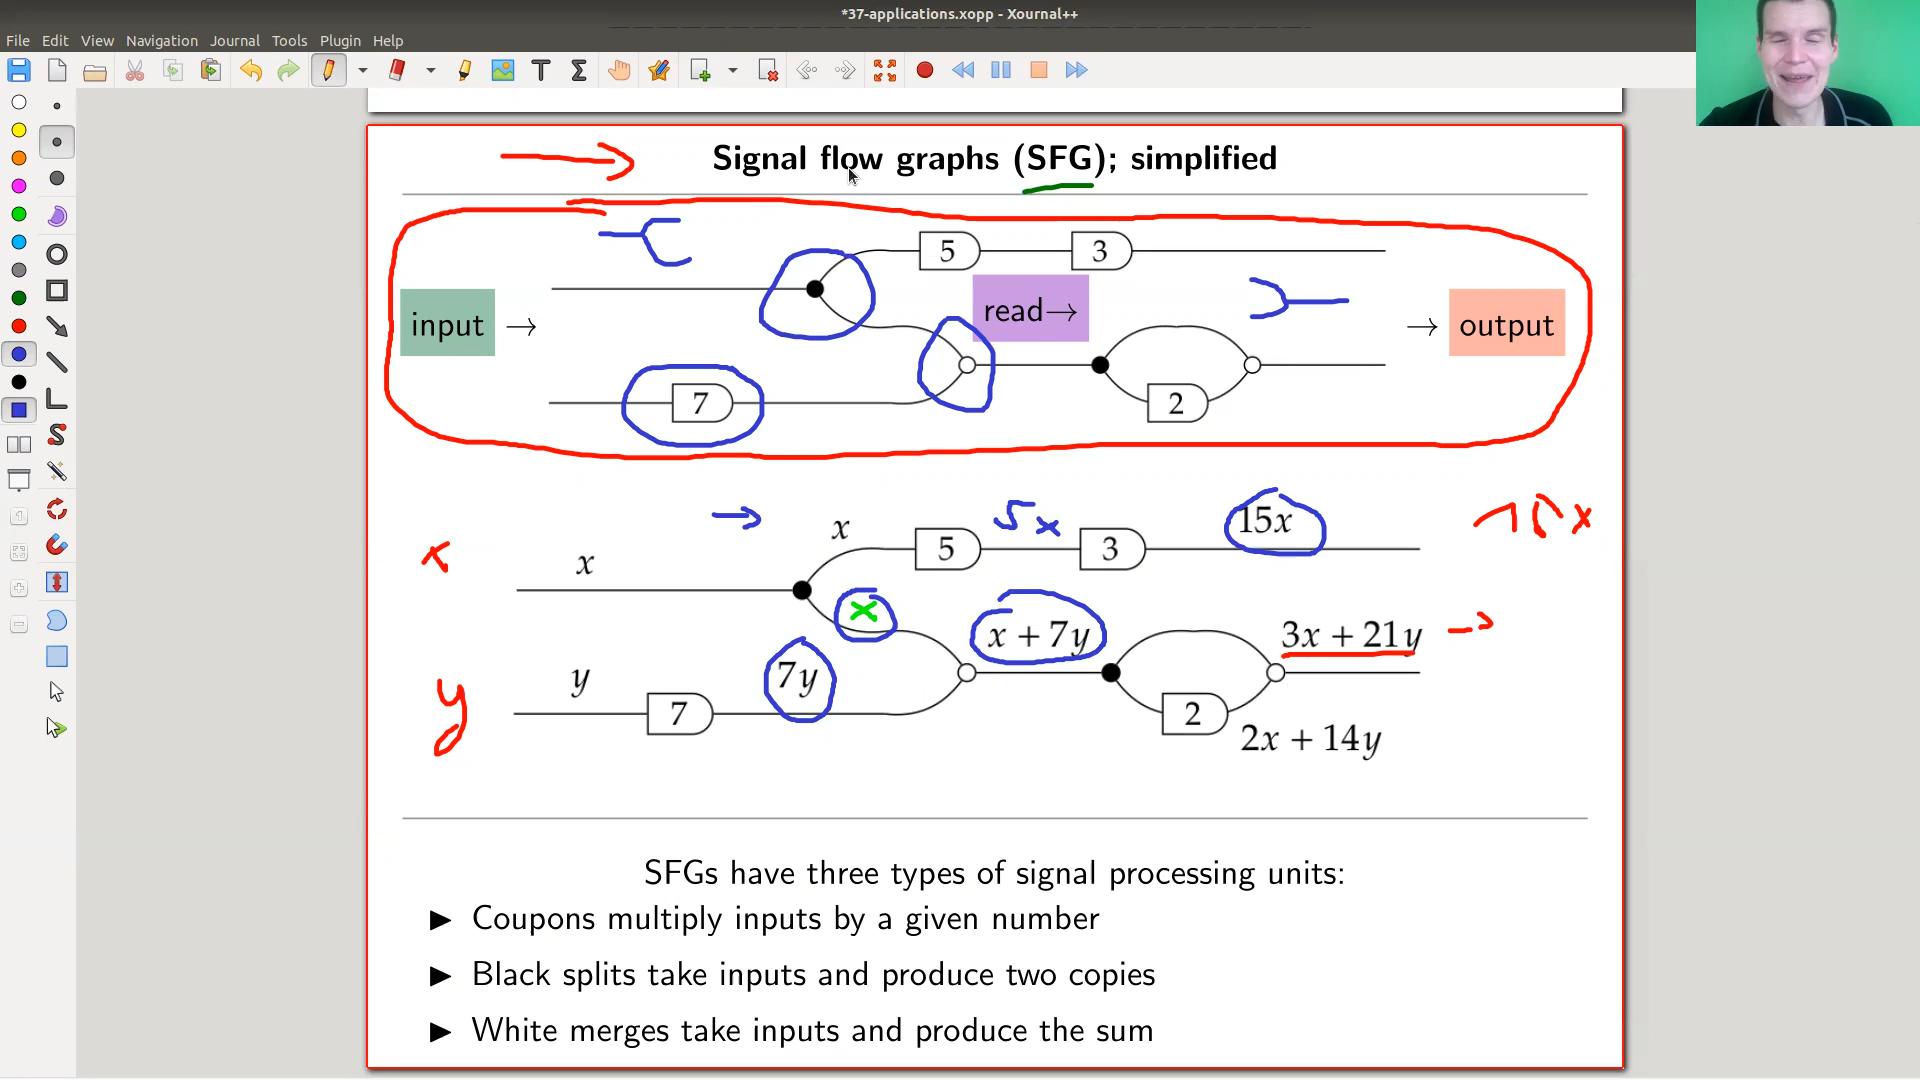 *37-applications.xopp - Xournal++
File Edit View Navigation Journal Tools Plugin Help
Signal flow graphs (SFG); simplified
5 3
input → read→ → output
7 2
x x 5x 15x 15x
x 5 3
x x + 7y 3x + 21y
y y 7y
7 2 2x + 14y
SFGs have three types of signal processing units:
▶ Coupons multiply inputs by a given number
▶ Black splits take inputs and produce two copies
▶ White merges take inputs and produce the sum